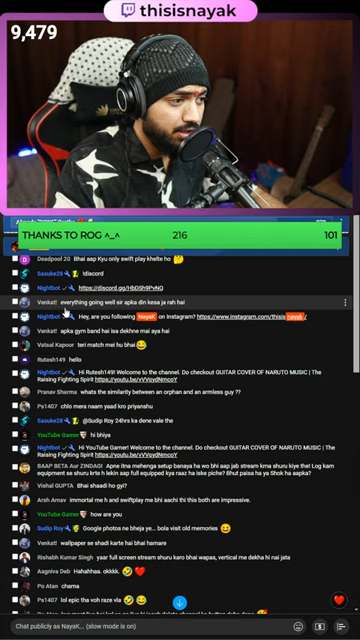 thisisnayak
9,479
THANKS TO ROG ^_^ 216 101
Deadpool 20 Bhai aap Kyu only swift play khelte ho
Sasuke28 !discord
Nightbot https://discord.gg/HbDSh9PvNQ
Venkat! everything going well sir apka din kesa ja rah hai
Nightbot Hey, are you following Nayak on Instagram? https://www.instagram.com/thisis nayak /
Venkat! apka gym band hai isa dekhne mai aya hai
Vatsal Kapoor teri match mei hu bhai
Rutesh149 hello
Nightbot Hi Rutesh149! Welcome to the channel. Do checkout GUITAR COVER OF NARUTO MUSIC | The
Raising Fighting Spirit
Pranav Sharma whats the similarity between an orphan and an armless guy ??
Ps1407 chlo mera naam yaad kro priyanshu
Sasuke28 @Sudip Roy 24hrs ka dene vale the
YouTube Gamer hi bhiya
Nightbot Hi YouTube Gamer! Welcome to the channel. Do checkout GUITAR COVER OF NARUTO MUSIC | The
Raising Fighting Spirit
BAAP BETA Aur ZINDAGI Apne itna mehenga setup banaya ha wo bhi aap jab stream krna shuru kiye the! Log kam
equipment se shuru krte h lekin aap full equipped kya raaz ha iske piche? Bhut paisa ha ya Shok ha aapka?
Vishal GUPTA Bhai shaadi ho gyi?
Arsh Arnav immortal me h and swiftplay me bhi sachi thi this both are impressive.
YouTube Gamer how are you
Sudip Roy Google photos ne bheja ye.. bola visit old memories
Venkat! wallpaper se shadi karte hai bhai hamare
Rishabh Kumar Singh yaar full screen stream shuru karo bhai wapas, vertical me dekha hi nai jata
Aagniva Deb Hahahhaa. okkkk.
Po Atan chama
Ps1407 lol epic the voh raze vla
Chat publicly as NayaK... (slow mode is on)